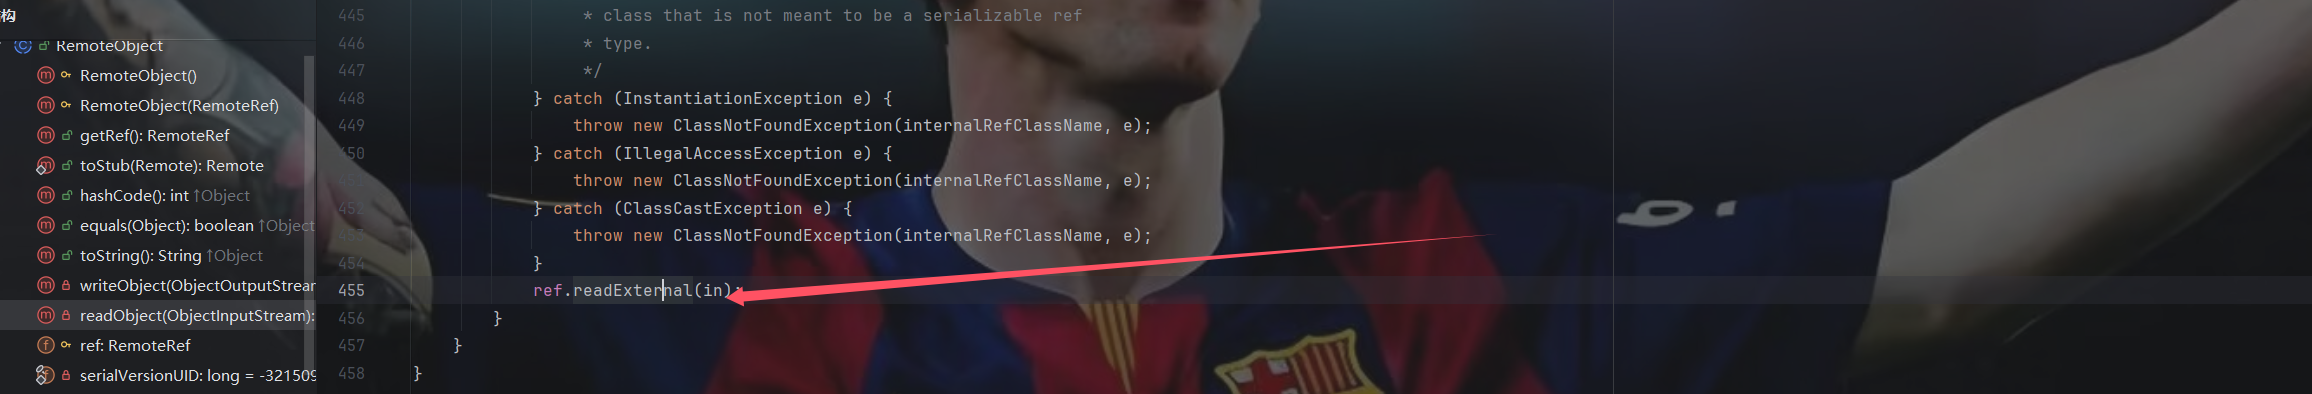 构
RemoteObject
RemoteObject()
RemoteObject(RemoteRef)
getRef(): RemoteRef
toStub(Remote): Remote
hashCode(): int ↑Object
equals(Object): boolean ↑Object
toString(): String ↑Object
writeObject(ObjectOutputStrear
readObject(ObjectInputStream):
ref: RemoteRef
serialVersionUID: long = -321509
445 * class that is not meant to be a serializable ref
446 * type.
447 */
448 } catch (InstantiationException e) {
449 throw new ClassNotFoundException(internalRefClassName, e);
450 } catch (IllegalAccessException e) {
451 throw new ClassNotFoundException(internalRefClassName, e);
452 } catch (ClassCastException e) {
453 throw new ClassNotFoundException(internalRefClassName, e);
454 }
455 ref.readExternal(in);
456 }
457 }
458 }